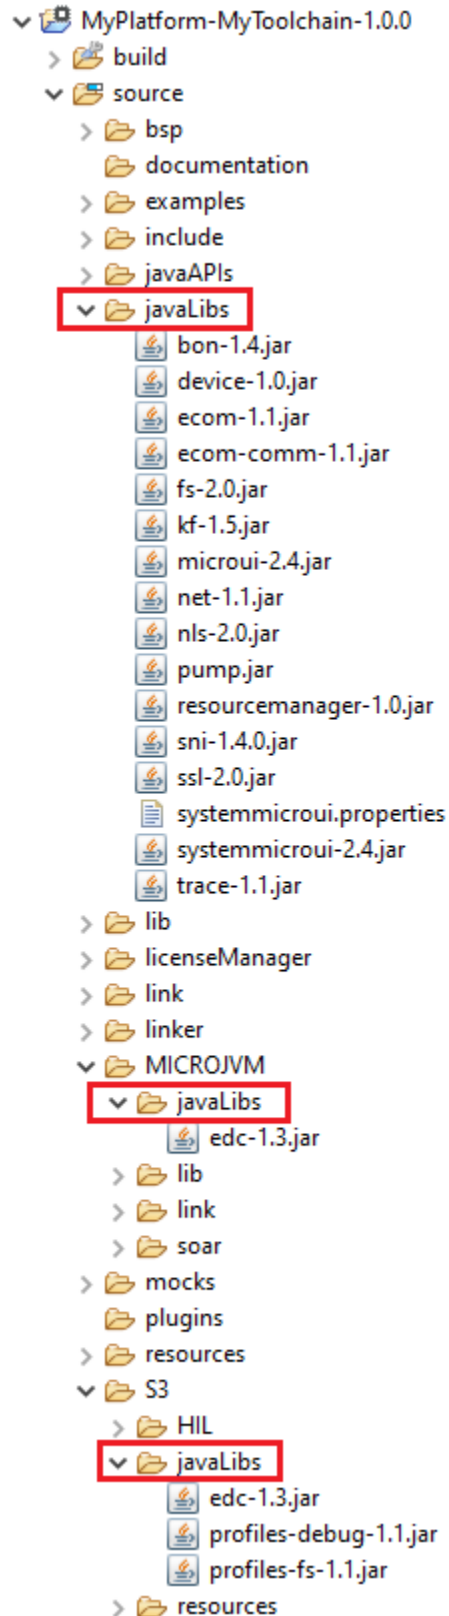 MyPlatform-MyToolchain-1.0.0
build
source
bsp
documentation
examples
include
javaAPIs
javaLibs
bon-1.4.jar
device-1.0.jar
ecom-1.1.jar
ecom-comm-1.1.jar
fs-2.0.jar
kf-1.5.jar
microui-2.4.jar
net-1.1.jar
nls-2.0.jar
pump.jar
resourcemanager-1.0.jar
sni-1.4.0.jar
ssl-2.0.jar
systemmicroui.properties
systemmicroui-2.4.jar
trace-1.1.jar
lib
licenseManager
link
linker
MICROJVM
javaLibs
edc-1.3.jar
lib
link
soar
mocks
plugins
resources
S3
HIL
javaLibs
edc-1.3.jar
profiles-debug-1.1.jar
profiles-fs-1.1.jar
resources